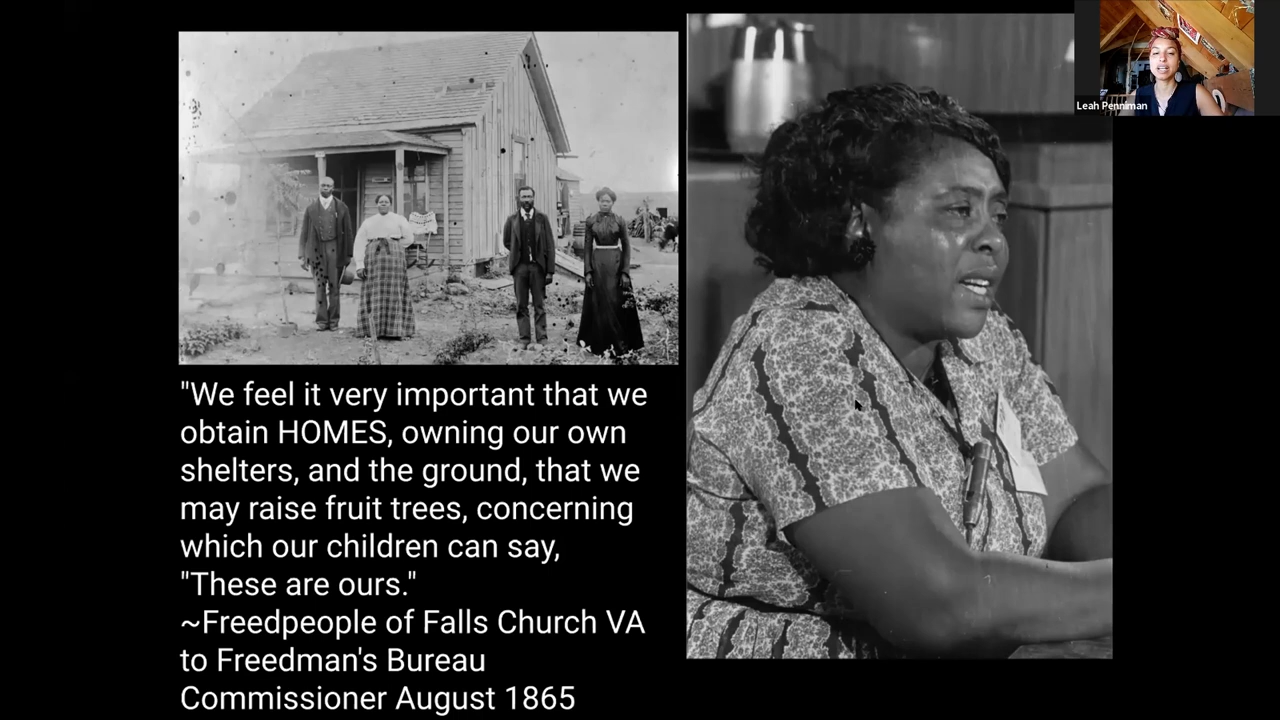 "We feel it very important that we
obtain HOMES, owning our own
shelters, and the ground, that we
may raise fruit trees, concerning
which our children can say,
"These are ours."
~Freedpeople of Falls Church VA
to Freedman's Bureau
Commissioner August 1865
Leah Penniman